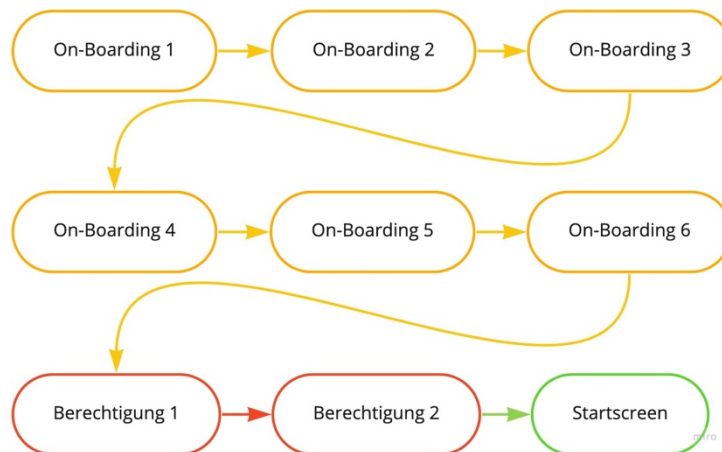 On-Boarding 1
On-Boarding 2
On-Boarding 3
On-Boarding 4
On-Boarding 5
On-Boarding 6
Berechtigung 1
Berechtigung 2
Startscreen
miro